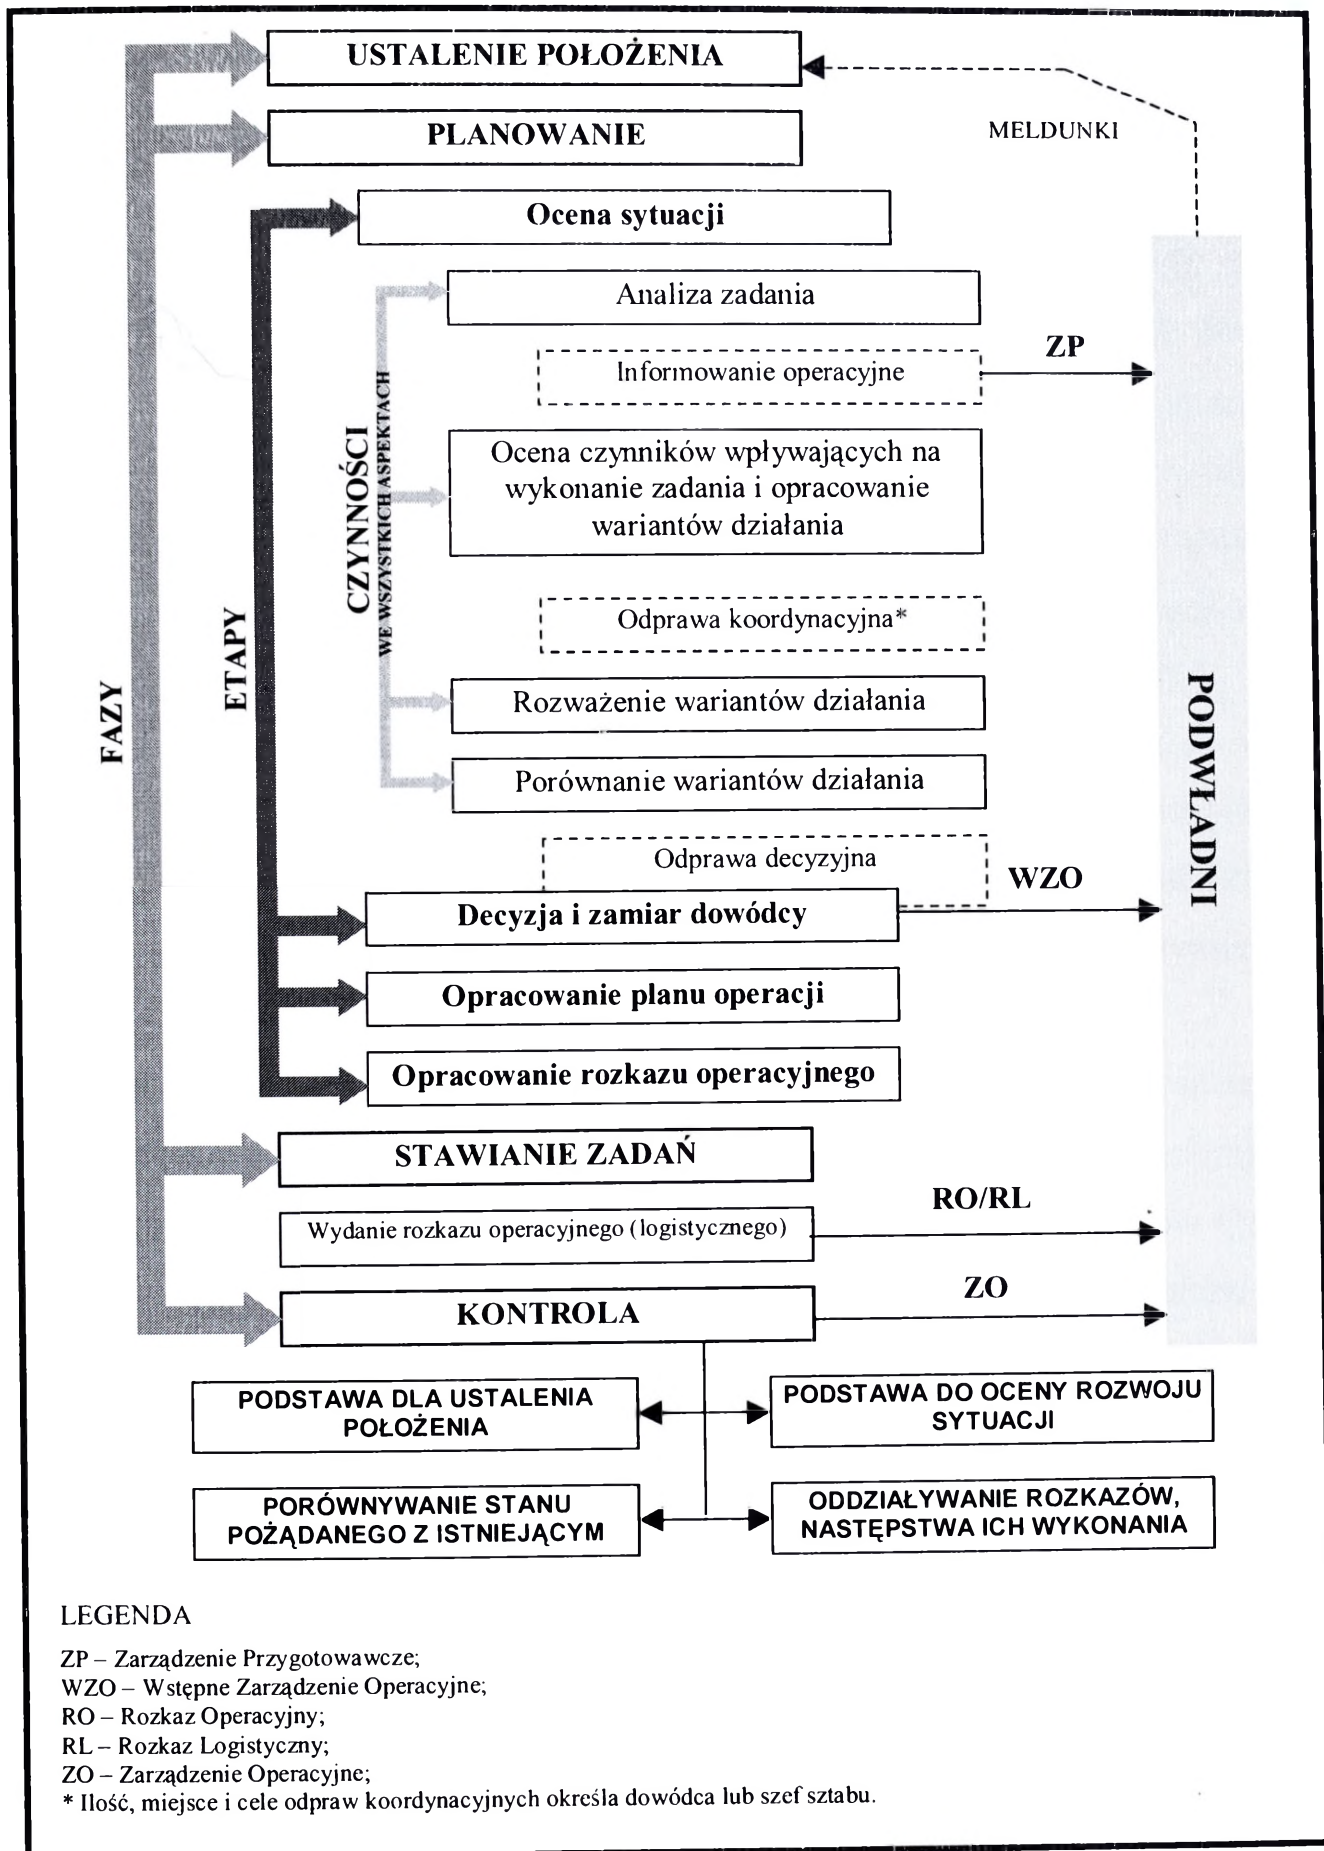 USTALENIE POŁOŻENIA
MELDUNKI
PLANOWANIE
Ocena sytuacji
Analiza zadania
ZP
Informowanie operacyjne
CZYNNOŚCI
WE WSZYSTKICH ASPEKTACH
Ocena czynników wpływających na
wykonanie zadania i opracowanie
wariantów działania
Odprawa koordynacyjna*
ETAPY
FAZY
PODWŁADNI
Rozważenie wariantów działania
Porównanie wariantów działania
Odprawa decyzyjna
WZO
Decyzja i zamiar dowódcy
Opracowanie planu operacji
Opracowanie rozkazu operacyjnego
STAWIANIE ZADAŃ
RO/RL
Wydanie rozkazu operacyjnego (logistycznego)
ZO
KONTROLA
PODSTAWA DLA USTALENIA
POŁOŻENIA
PODSTAWA DO OCENY ROZWOJU
SYTUACJI
PORÓWNYWANIE STANU
POŻĄDANEGO Z ISTNIEJĄCYM
ODDZIAŁYWANIE ROZKAZÓW,
NASTĘPSTWA ICH WYKONANIA
LEGENDA
ZP – Zarządzenie Przygotowawcze;
WZO – Wstępne Zarządzenie Operacyjne;
RO – Rozkaz Operacyjny;
RL – Rozkaz Logistyczny;
ZO – Zarządzenie Operacyjne;
* Ilość, miejsce i cele odpraw koordynacyjnych określa dowódca lub szef sztabu.